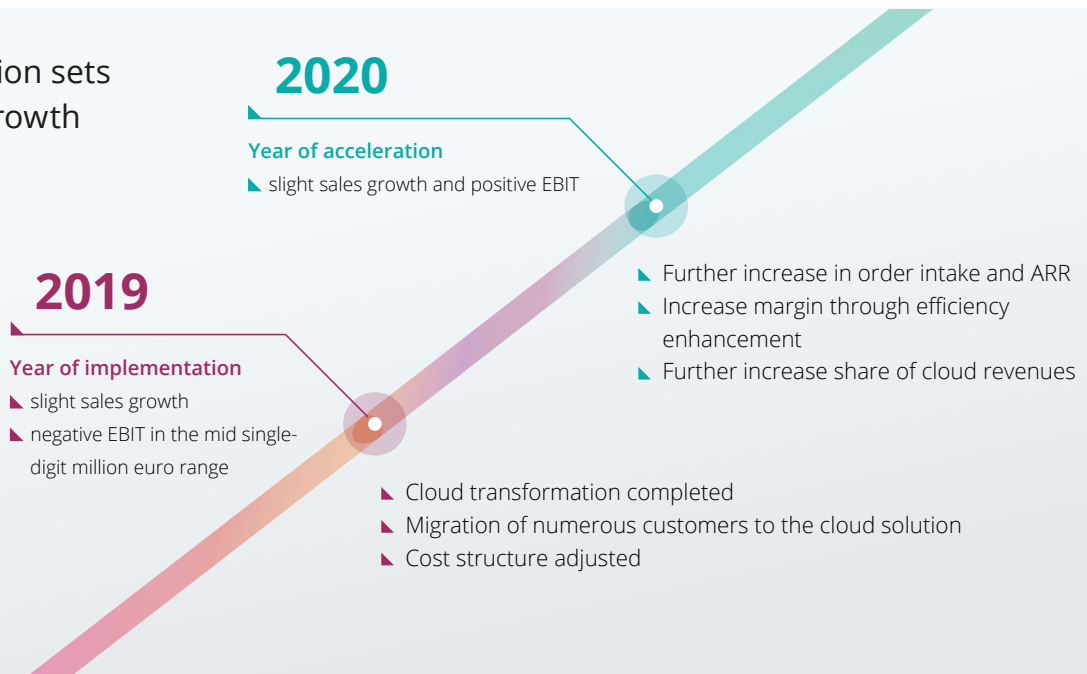 sets
2020
Year of acceleration
slight sales growth and positive EBIT
Further increase in order intake and ARR
Increase margin through efficiency
enhancement
Further increase share of cloud revenues
2019
Year of implementation
slight sales growth
negative EBIT in the mid single-
digit million euro range
Cloud transformation completed
Migration of numerous customers to the cloud solution
Cost structure adjusted